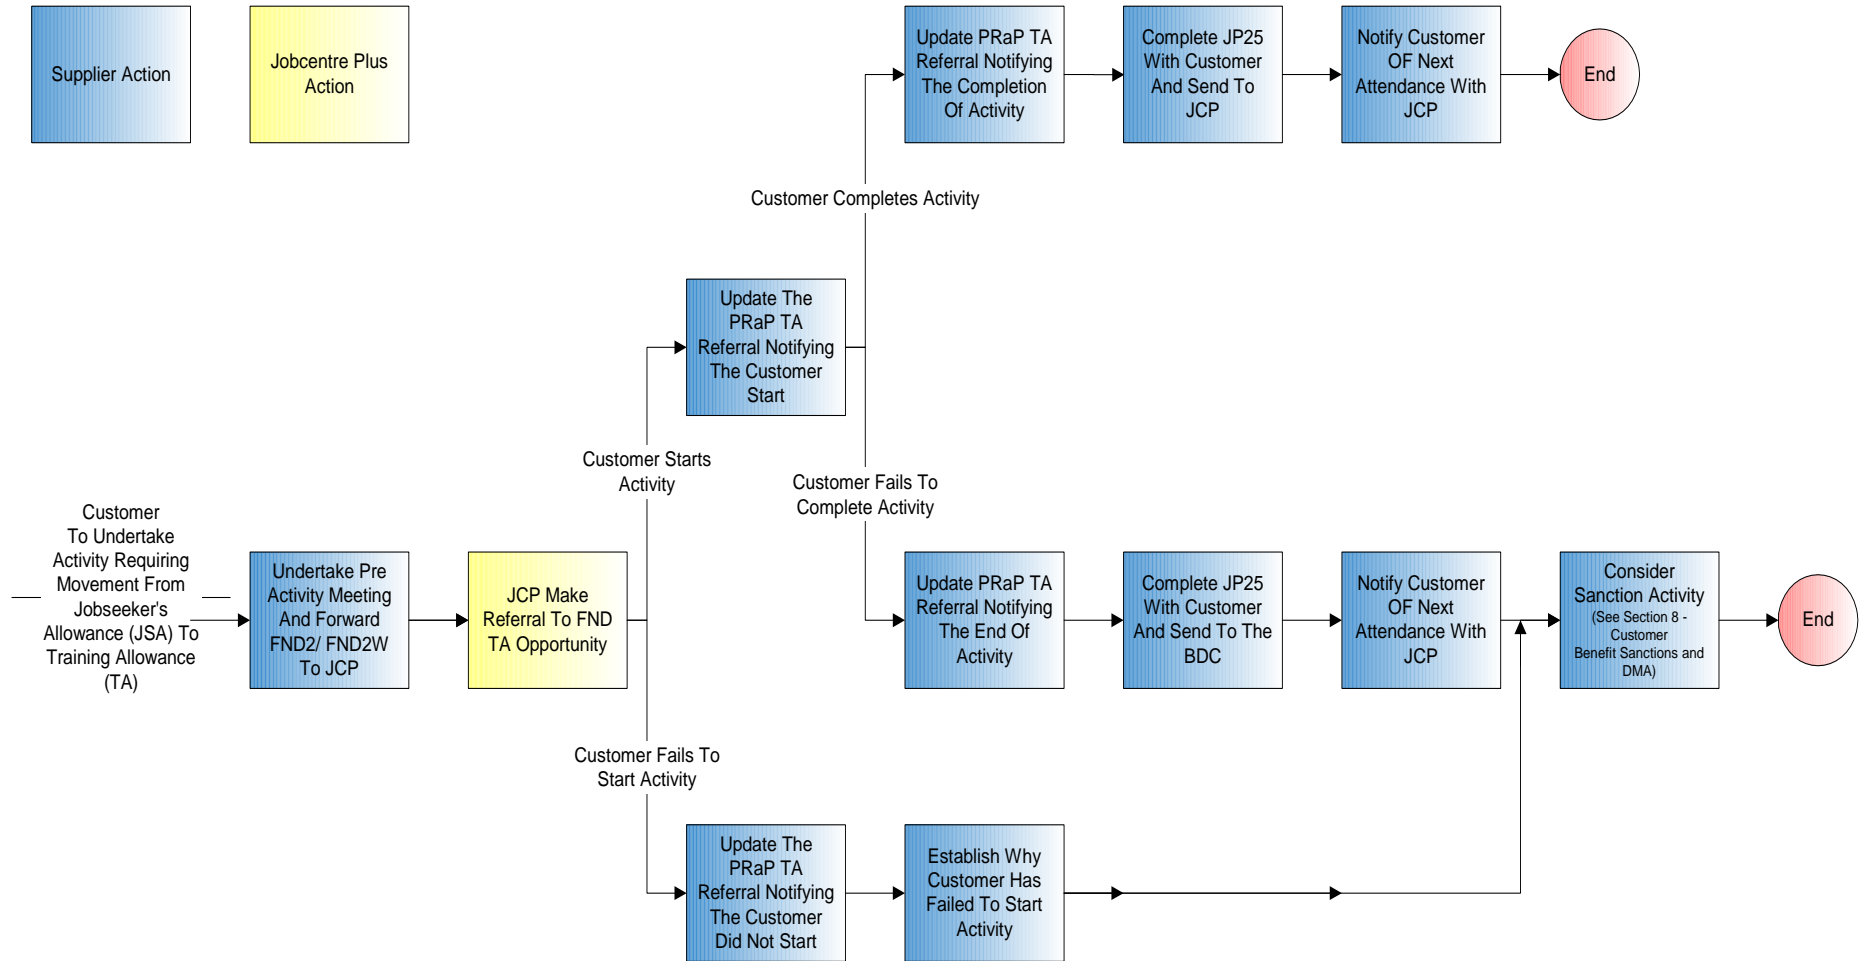 Supplier Action
Jobcentre Plus
Action
Update PRaP TA
Referral Notifying
The Completion
Of Activity
Complete JP25
With Customer
And Send To
JCP
Notify Customer
OF Next
Attendance With
JCP
End
Customer Completes Activity
Update The
PRaP TA
Referral Notifying
The Customer
Start
Customer Starts
Activity
Customer Fails To
Complete Activity
Customer
To Undertake
Activity Requiring
Movement From
Jobseeker's
Allowance (JSA) To
Training Allowance
(TA)
Undertake Pre
Activity Meeting
And Forward
FND2/ FND2W
To JCP
JCP Make
Referral To FND
TA Opportunity
Update PRaP TA
Referral Notifying
The End Of
Activity
Complete JP25
With Customer
And Send To The
BDC
Notify Customer
OF Next
Attendance With
JCP
Consider
Sanction Activity
(See Section 8 -
Customer
Benefit Sanctions and
DMA)
End
Customer Fails To
Start Activity
Update The
PRaP TA
Referral Notifying
The Customer
Did Not Start
Establish Why
Customer Has
Failed To Start
Activity